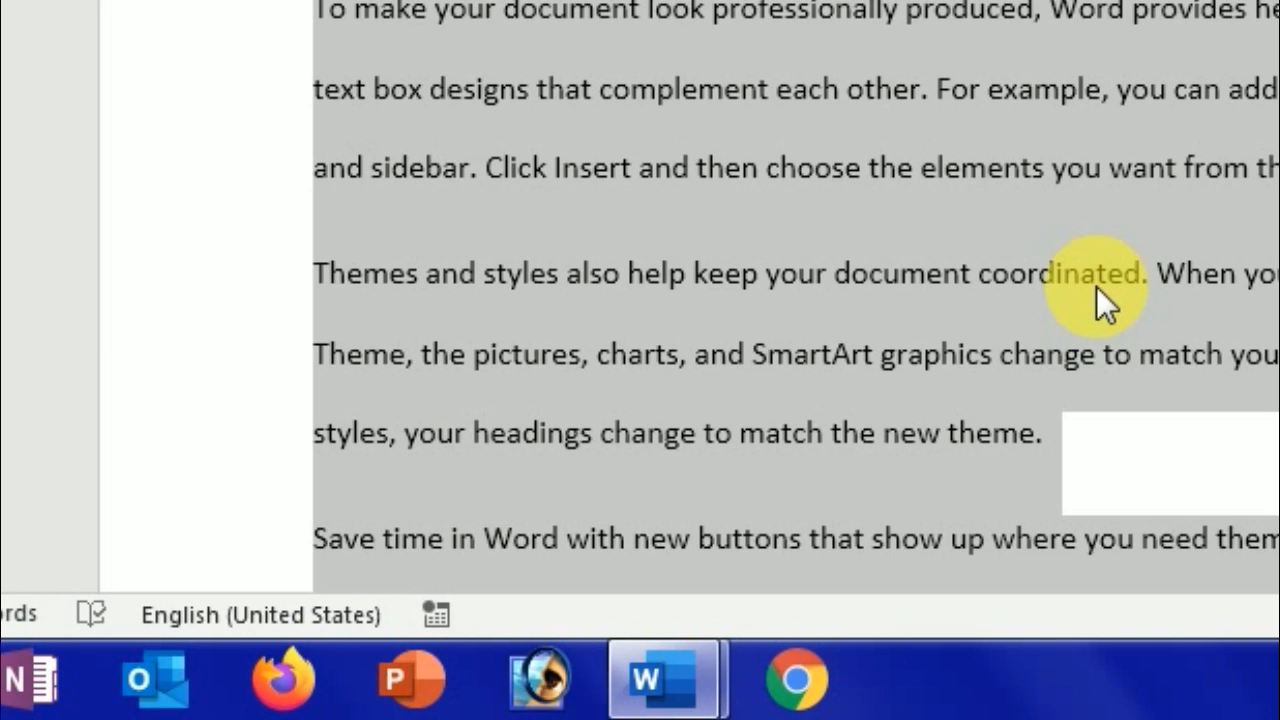 To make your document look professionally produced, Word provides he
text box designs that complement each other. For example, you can add
and sidebar. Click Insert and then choose the elements you want from th
Themes and styles also help keep your document coordinated. When you
Theme, the pictures, charts, and SmartArt graphics change to match you
styles, your headings change to match the new theme.
Save time in Word with new buttons that show up where you need them
rds English (United States)
N O P W